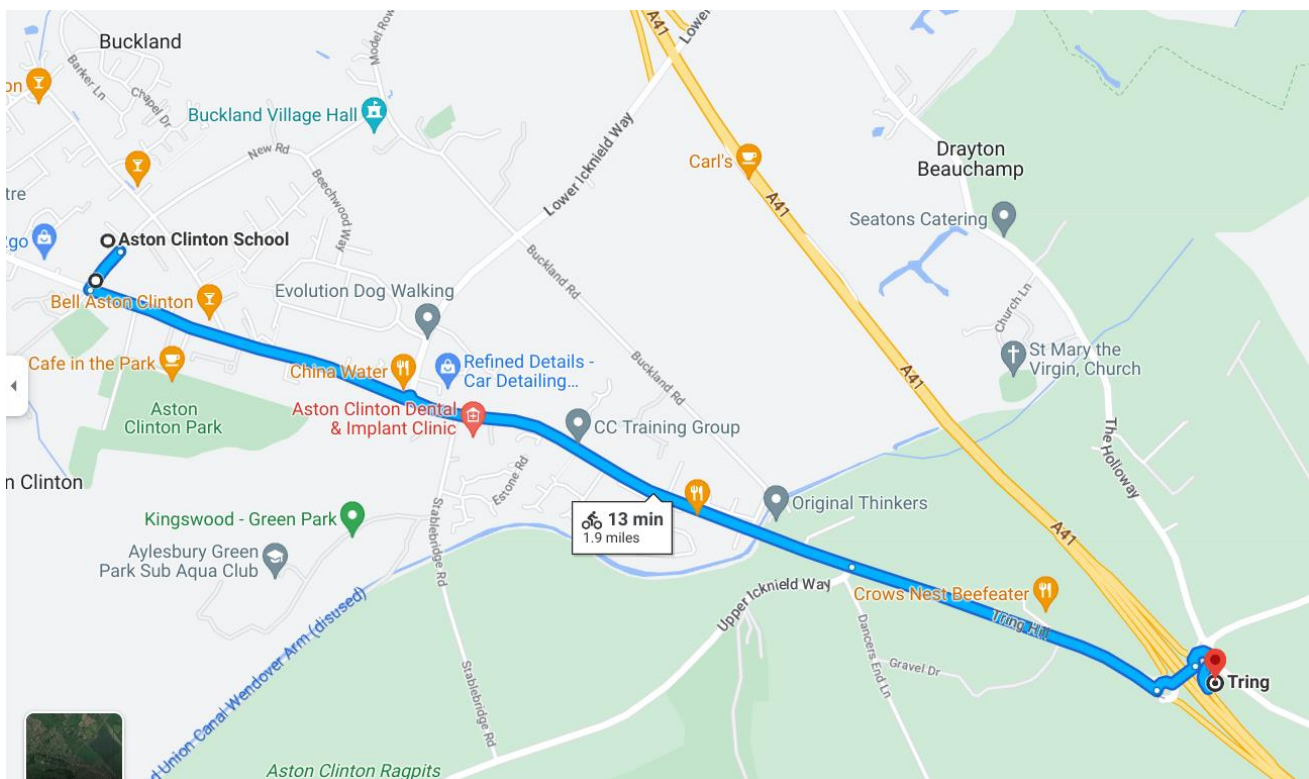 Buckland
Model Row
Lower
A41
Barker Ln
Chapel Dr
on
Buckland Village Hall
New Rd
Lower Icknield Way
Carl's
Drayton
Beauchamp
Beechwood Way
tre
A41
Seatons Catering
go
Aston Clinton School
Buckland Rd
Church Ln
Bell Aston Clinton
Evolution Dog Walking
Cafe in the Park
China Water
Refined Details -
Car Detailing...
St Mary the
Virgin, Church
A41
Buckland Rd
Aston
Clinton Park
Aston Clinton Dental
& Implant Clinic
CC Training Group
The Holloway
n Clinton
Estone Rd
Kingswood - Green Park
Stablebridge Rd
13 min
1.9 miles
Original Thinkers
A41
Aylesbury Green
Park Sub Aqua Club
Upper Icknield Way
Crows Nest Beefeater
Tring Hill
Dancers End Ln
Gravel Dr
Tring
Stablebridge Rd
d Union Canal Wendover Arm (disused)
Aston Clinton Ragpits